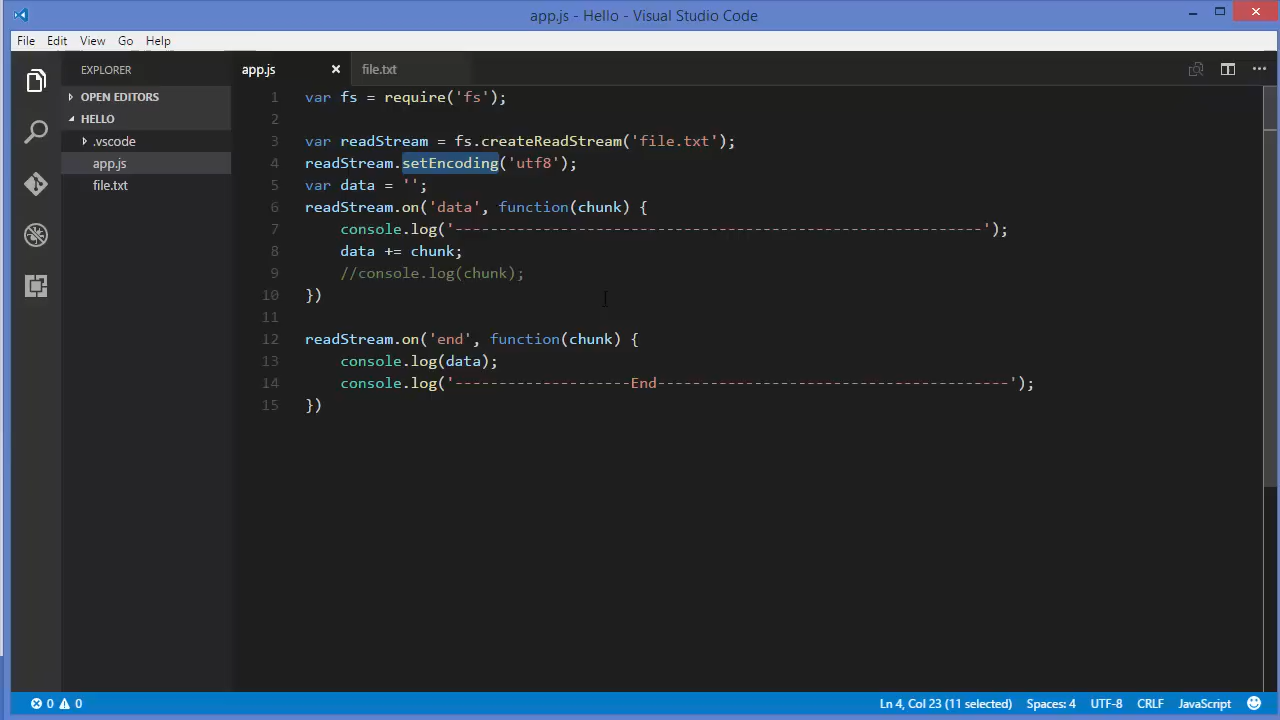 app.js - Hello - Visual Studio Code
File Edit View Go Help
EXPLORER
OPEN EDITORS
HELLO
.vscode
app.js
file.txt
app.js file.txt
1 var fs = require('fs');
2
3 var readStream = fs.createReadStream('file.txt');
4 readStream.setEncoding('utf8');
5 var data = '';
6 readStream.on('data', function(chunk) {
7 console.log('------------------------------------------------------------');
8 data += chunk;
9 //console.log(chunk);
10 })
11
12 readStream.on('end', function(chunk) {
13 console.log(data);
14 console.log('--------------------End----------------------------------------');
15 })
0 0 Ln 4, Col 23 (11 selected) Spaces: 4 UTF-8 CRLF JavaScript